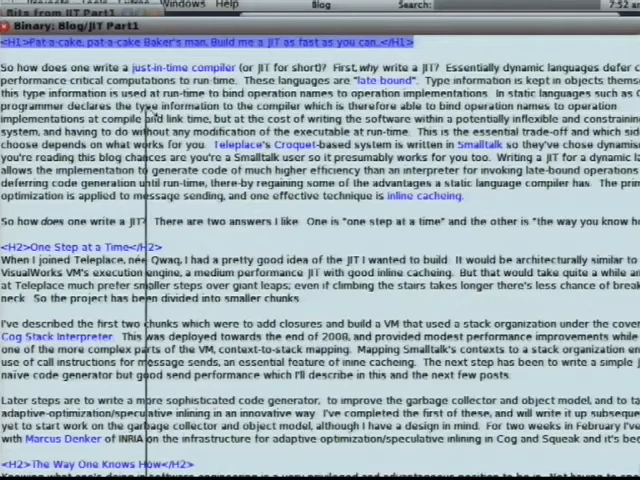 Windows Help Blog Search: 7:52
Bita from JIT Part1
Binary: Blog/JIT Part1
<H1>Pat-a-cake, pat-a-cake Baker's man, Build me a JIT as fast as you can..</H1>
So how does one write a just-in-time compiler (or JIT for short)? First, why write a JIT? Essentially dynamic languages defer
performance-critical computations to run-time. These languages are "late bound". Type information is kept in objects
this type information is used at run-time to bind operation names to operation implementations. In static languages such as
programmer declares the type information to the compiler which is therefore able to bind operation names to operation
implementations at compile and link time, but at the cost of writing the software within a potentially inflexible and
system, and having to do without any modification of the executable at run-time. This is the essential trade-off and which
choose depends on what works for you. Teleplace's Croquet-based system is written in Smalltalk so they've chose
you're reading this blog chances are you're a Smalltalk user so it presumably works for you too. Writing a JIT for a dynamic
allows the implementation to generate code of much higher efficiency than an interpreter for invoking late-bound operations
deferring code generation until run-time, there-by regaining some of the advantages a static language compiler has. The
optimization is applied to message sending, and one effective technique is inline cacheing.
So how does one write a JIT? There are two answers I like. One is "one step at a time" and the other is "the way you know
<H2>One Step at a Time</H2>
When I joined Teleplace, née Qwaq, I had a pretty good idea of the JIT I wanted to build. It would be architecturally similar to
VisualWorks VM's execution engine, a medium performance JIT with good inline cacheing. But that would take quite a while
at Teleplace much prefer smaller steps over giant leaps; even if climbing the stairs takes longer there's less chance of
neck. So the project has been divided into smaller chunks.
I've described the first two chunks which were to add closures and build a VM that used a stack organization under the
Cog Stack Interpreter. This was deployed towards the end of 2008, and provided modest performance improvements while
one of the more complex parts of the VM, context-to-stack mapping. Mapping Smalltalk's contexts to a stack organization
use of call instructions for message sends, an essential feature of inine cacheing. The next step has been to write a simple
naïve code generator but good send performance which I'll describe in this and the next few posts.
Later steps are to write a more sophisticated code generator, to improve the garbage collector and object model, and to
adaptive-optimization/speculative inlining in an innovative way. I've completed the first of these, and will write it up
yet to start work on the garbage collector and object model, although I have a design in mind. For two weeks in February I've
with Marcus Denker of INRIA on the infrastructure for adaptive optimization/speculative inlining in Cog and Squeak and it's
<H2>The Way One Knows How</H2>